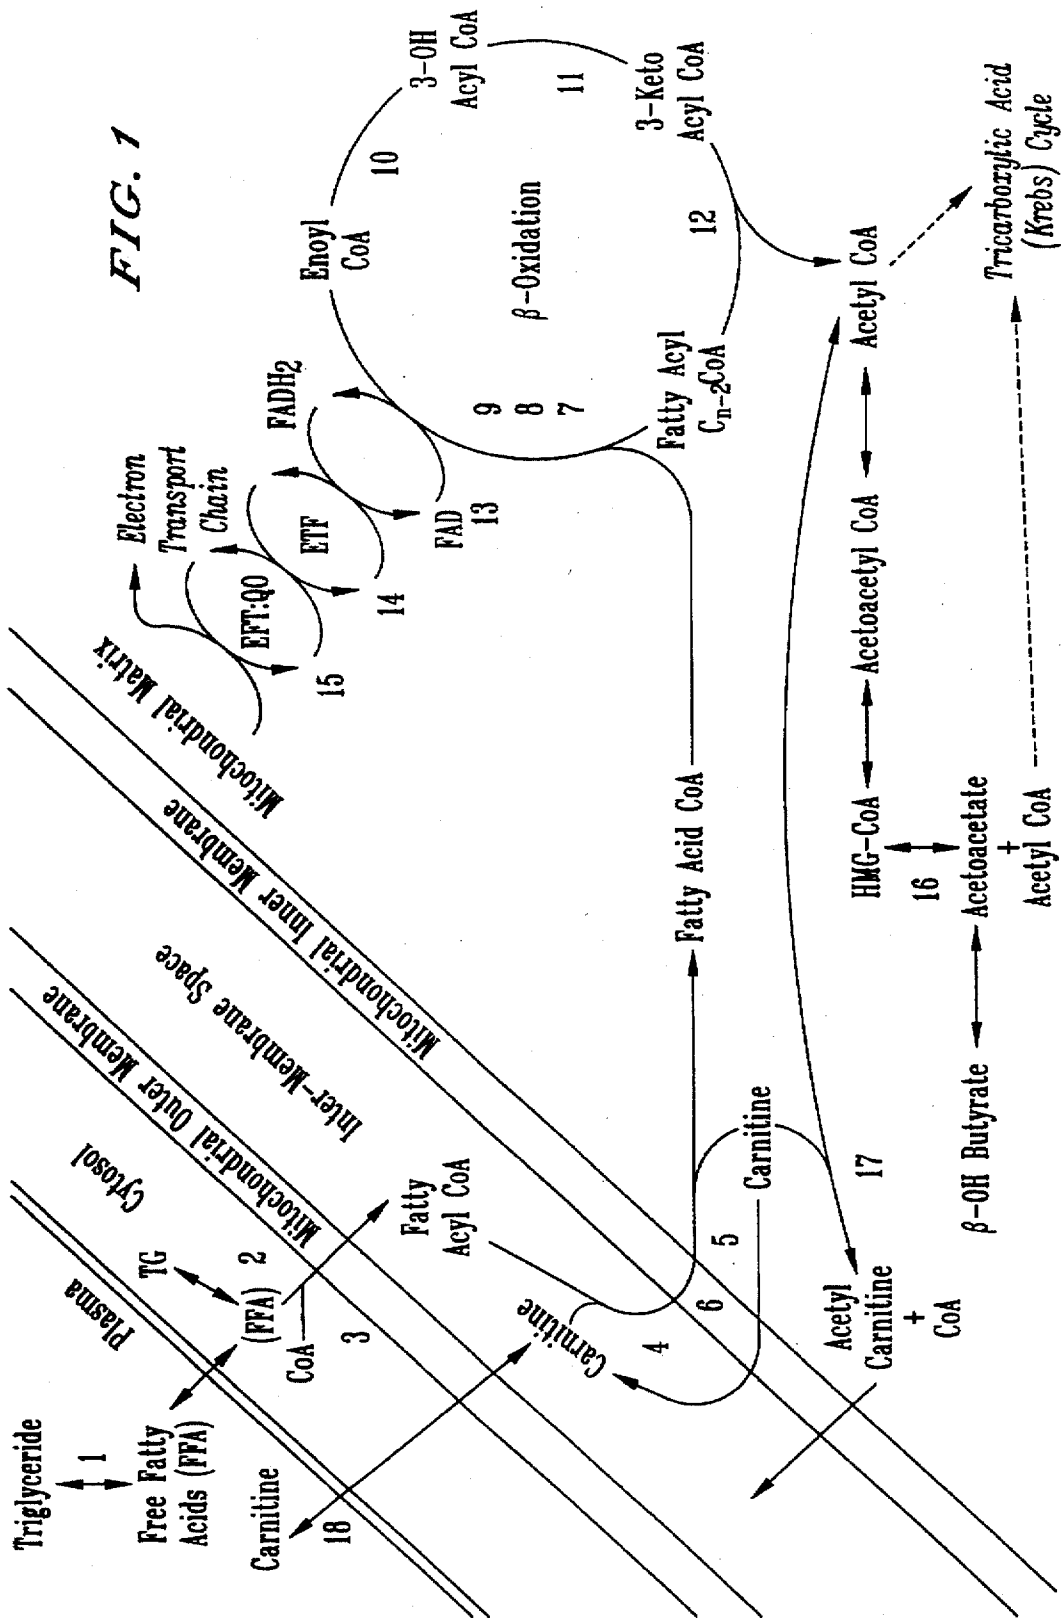 FIG. 1
Triglyceride
1
Free Fatty
Acids (FFA)
Plasma
Cytosol
TG
(FFA)
2
CoA
3
Mitochondrial Outer Membrane
Inter-Membrane Space
Mitochondrial Inner Membrane
Mitochondrial Matrix
Carnitine
18
Fatty
Acyl CoA
Carnitine
4
6
5
Carnitine
17
Acetyl
Carnitine
+
CoA
Fatty Acid CoA
Electron
Transport
Chain
EFT:QO
15
ETF
14
FADH2
FAD
13
Enoyl
CoA
10
3-OH
Acyl CoA
11
3-Keto
Acyl CoA
β-Oxidation
9
8
7
12
Fatty Acyl
Cn-2CoA
Acetyl CoA
Acetoacetyl CoA
HMG-CoA
16
Acetoacetate
+
Acetyl CoA
β-OH Butyrate
Tricarboxylic Acid
(Krebs) Cycle